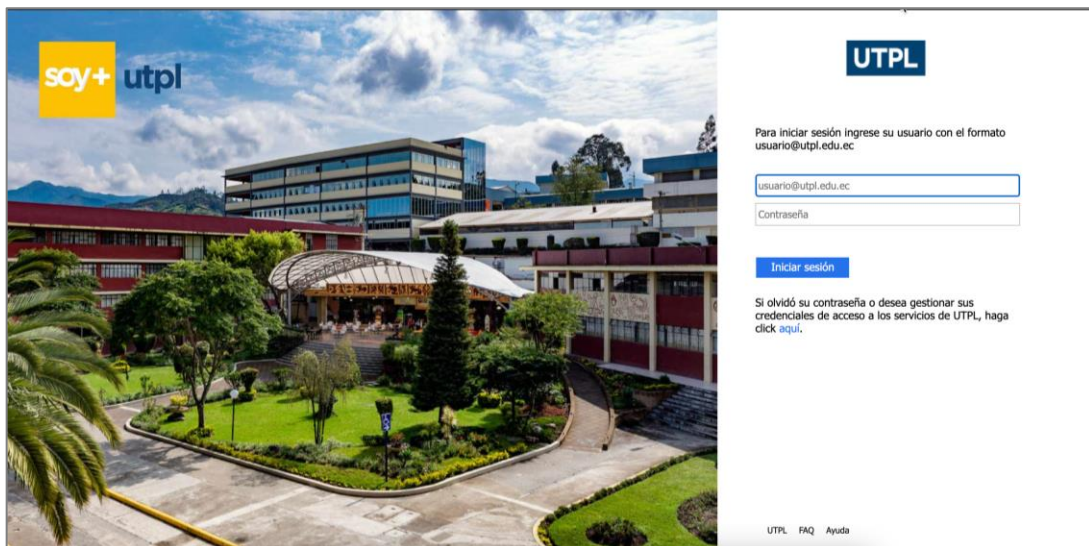 soy+ utpl
UTPL
Para iniciar sesión ingrese su usuario con el formato
usuario@utpl.edu.ec
usuario@utpl.edu.ec
Contraseña
Iniciar sesión
Si olvidó su contraseña o desea gestionar sus
credenciales de acceso a los servicios de UTPL, haga
click aquí.
UTPL FAQ Ayuda